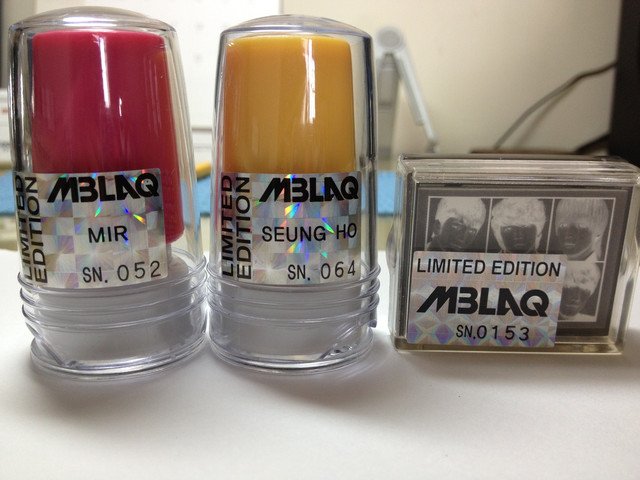 LIMITED EDITION
MBLAQ
MIR
SN. 052
LIMITED EDITION
MBLAQ
SEUNG HO
SN. 064
LIMITED EDITION
MBLAQ
SN.0153